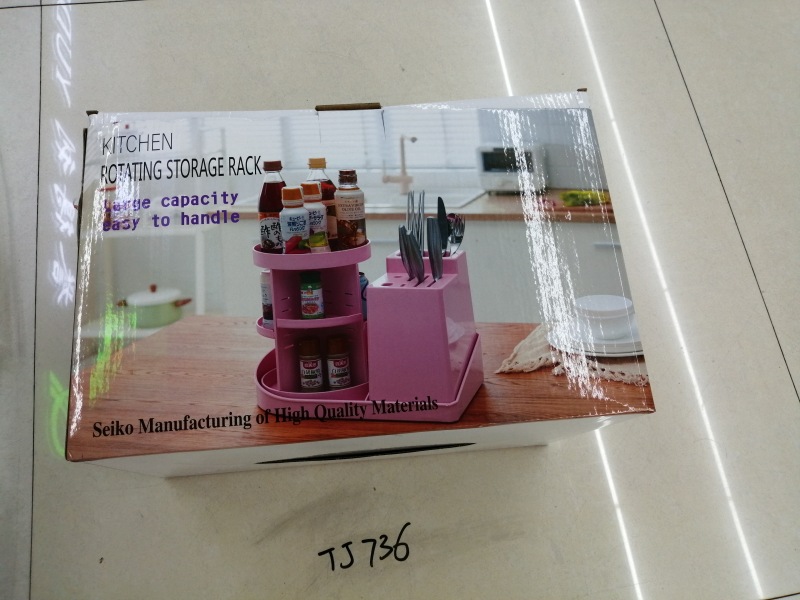 KITCHEN
ROTATING STORAGE RACK
Large capacity
easy to handle
Seiko Manufacturing of High Quality Materials
TJ736